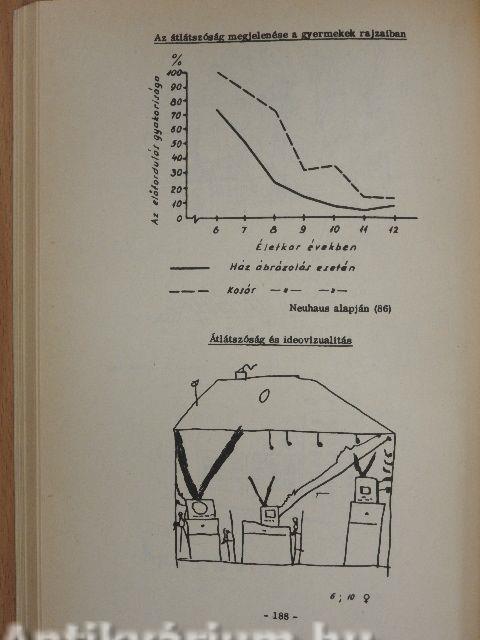 Az átlátszóság megjelenése a gyermekek rajzaiban
%
Az előfordulás gyakorisága
100
90
80
70
60
50
40
30
20
10
0
6 7 8 9 10 11 12
Életkor években
Ház ábrázolás esetén
Kosár —"— —"—
Neuhaus alapján (86)
Átlátszóság és ideovizualitás
6 ; 10 ♀
- 188 -
Antikvárium.hu